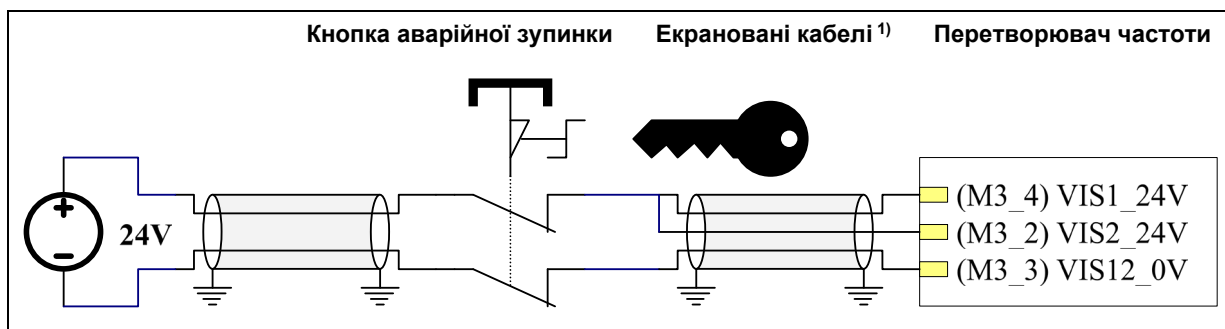 Кнопка аварійної зупинки Екрановані кабелі ¹⁾ Перетворювач частоти
+
24V
−
(M3_4) VIS1_24V
(M3_2) VIS2_24V
(M3_3) VIS12_0V